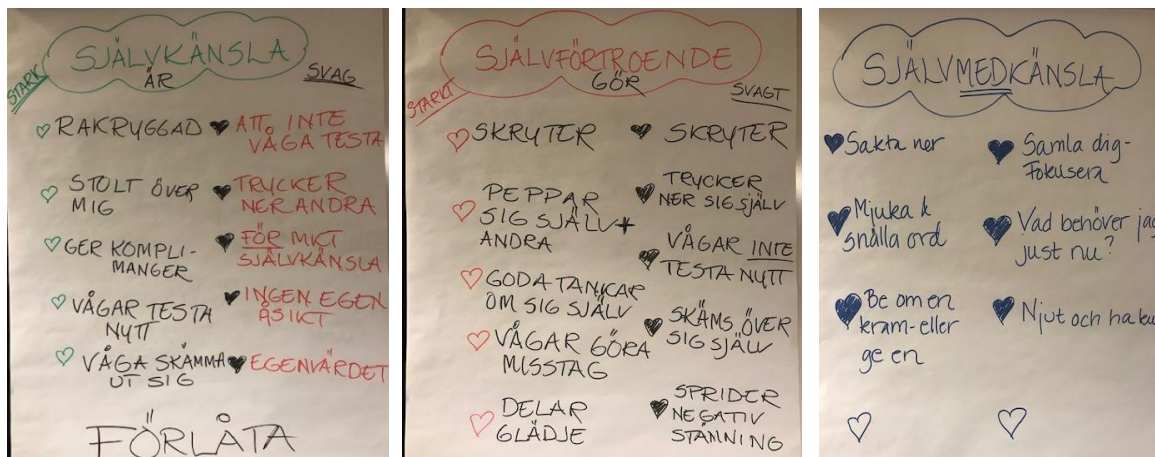 SJÄLVKÄNSLA
ÄR
STARK
SVAG
RAKRYGGAD
STOLT ÖVER
MIG
GER KOMPLI-
MANGER
VÅGAR TESTA
NYTT
VÅGA SKÄMMA
UT SIG
ATT INTE
VÅGA TESTA
TRYCKER
NER ANDRA
FÖR MKT
SJÄLVKÄNSLA
INGEN EGEN
ÅSIKT
EGENVÄRDET
FÖRLÅTA
SJÄLVFÖRTROENDE
GÖR
STARKT
SVAGT
SKRYTER
PEPPAR
SIG SJÄLV +
ANDRA
GODA TANKAR
OM SIG SJÄLV
VÅGAR GÖRA
MISSTAG
DELAR
GLÄDJE
SKRYTER
TRYCKER
NER SIG SJÄLV
VÅGAR INTE
TESTA NYTT
SKÄMS ÖVER
SIG SJÄLV
SPRIDER
NEGATIV
STÄMNING
SJÄLVMEDKÄNSLA
Sakta ner
Mjuka &
snälla ord
Be om en
kram-eller
ge en
Samla dig-
Fokusera
Vad behöver
just nu?
Njut och ha